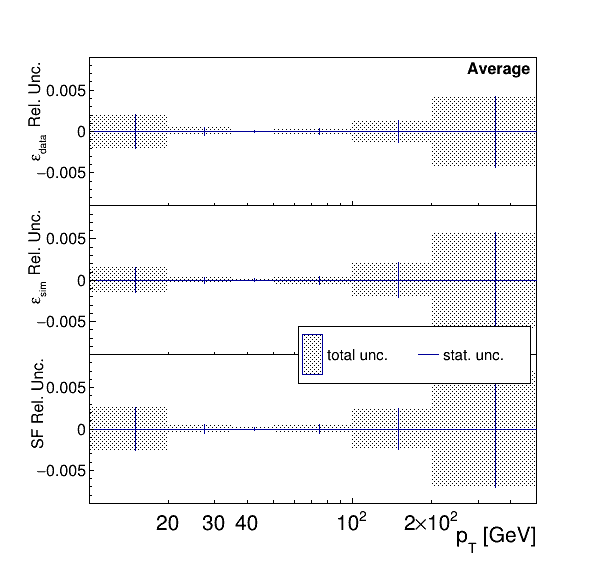 Average
ε_data Rel. Unc.
0.005
0
−0.005
ε_sim Rel. Unc.
0.005
0
−0.005
total unc.
stat. unc.
SF Rel. Unc.
0.005
0
−0.005
20 30 40 10² 2×10²
p_T [GeV]